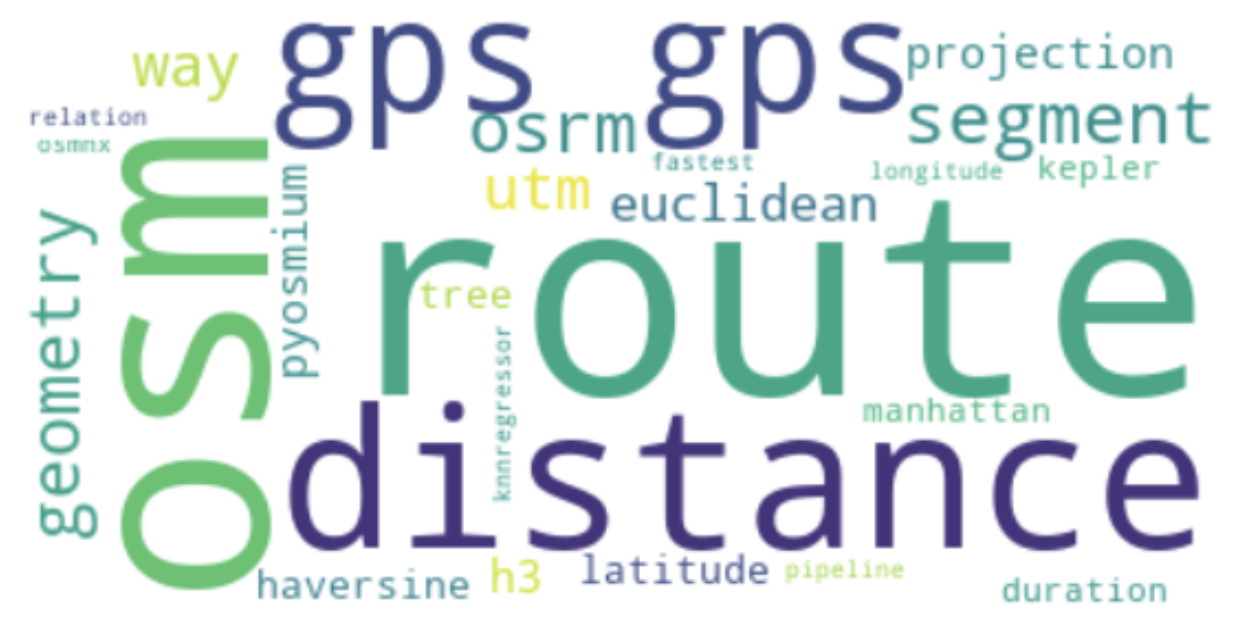 way
gps gps
projection
relation
osmnx
osrm
segment
fastest
longitude
kepler
utm
euclidean
osm
pyosmium
geometry
route
tree
knnregressor
manhattan
distance
haversine
h3
latitude
pipeline
duration